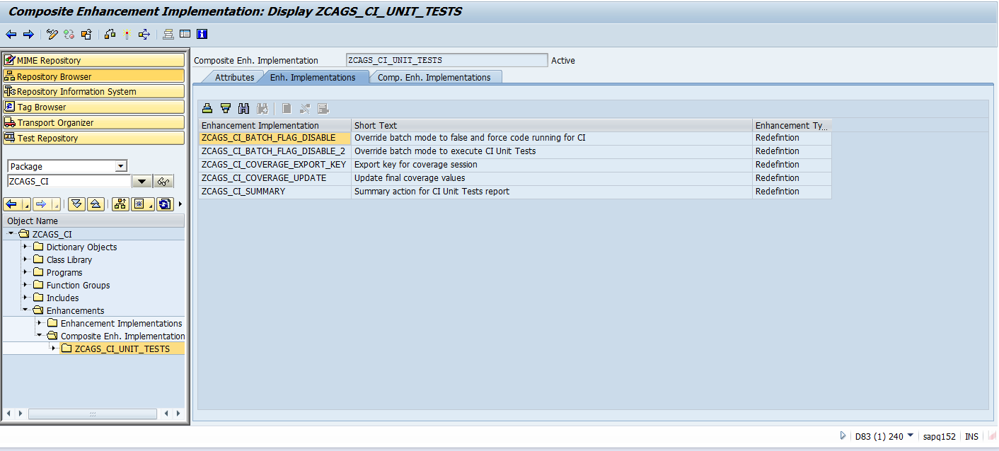 Composite Enhancement Implementation: Display ZCAGS_CI_UNIT_TESTS
MIME Repository
Repository Browser
Repository Information System
Tag Browser
Transport Organizer
Test Repository
Package
ZCAGS_CI
Object Name
ZCAGS_CI
Dictionary Objects
Class Library
Programs
Function Groups
Includes
Enhancements
Enhancement Implementations
Composite Enh. Implementation
ZCAGS_CI_UNIT_TESTS
Composite Enh. Implementation ZCAGS_CI_UNIT_TESTS Active
Attributes Enh. Implementations Comp. Enh. Implementations
Enhancement Implementation Short Text Enhancement Ty...
ZCAGS_CI_BATCH_FLAG_DISABLE Override batch mode to false and force code running for CI Redefintion
ZCAGS_CI_BATCH_FLAG_DISABLE_2 Override batch mode to execute CI Unit Tests Redefintion
ZCAGS_CI_COVERAGE_EXPORT_KEY Export key for coverage session Redefintion
ZCAGS_CI_COVERAGE_UPDATE Update final coverage values Redefintion
ZCAGS_CI_SUMMARY Summary action for CI Unit Tests report Redefintion
D83 (1) 240 sapq152 INS